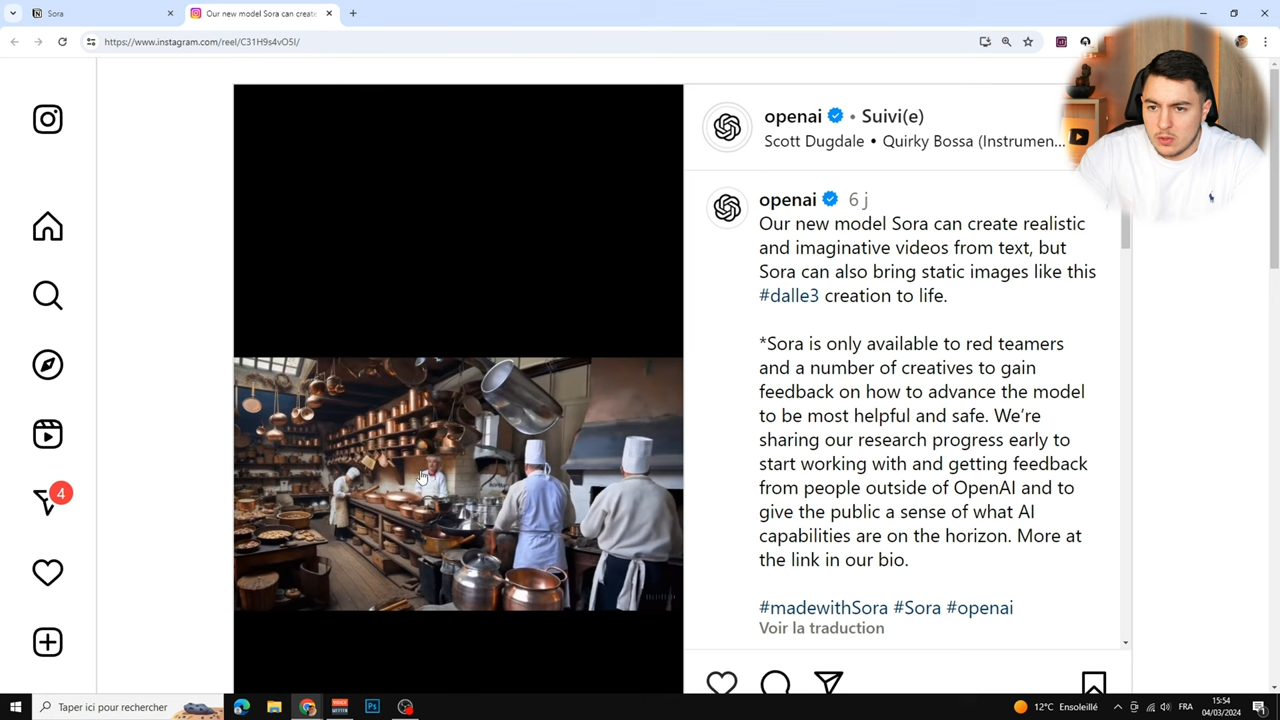 Sora
Our new model Sora can create
https://www.instagram.com/reel/C31H9s4vO5I/
openai • Suivi(e)
Scott Dugdale • Quirky Bossa (Instrumen...
openai 6 j
Our new model Sora can create realistic
and imaginative videos from text, but
Sora can also bring static images like this
#dalle3 creation to life.
*Sora is only available to red teamers
and a number of creatives to gain
feedback on how to advance the model
to be most helpful and safe. We’re
sharing our research progress early to
start working with and getting feedback
from people outside of OpenAI and to
give the public a sense of what AI
capabilities are on the horizon. More at
the link in our bio.
#madewithSora #Sora #openai
Voir la traduction
4
Taper ici pour rechercher
Ps
12°C Ensoleillé
FRA
15:54
04/03/2024
1